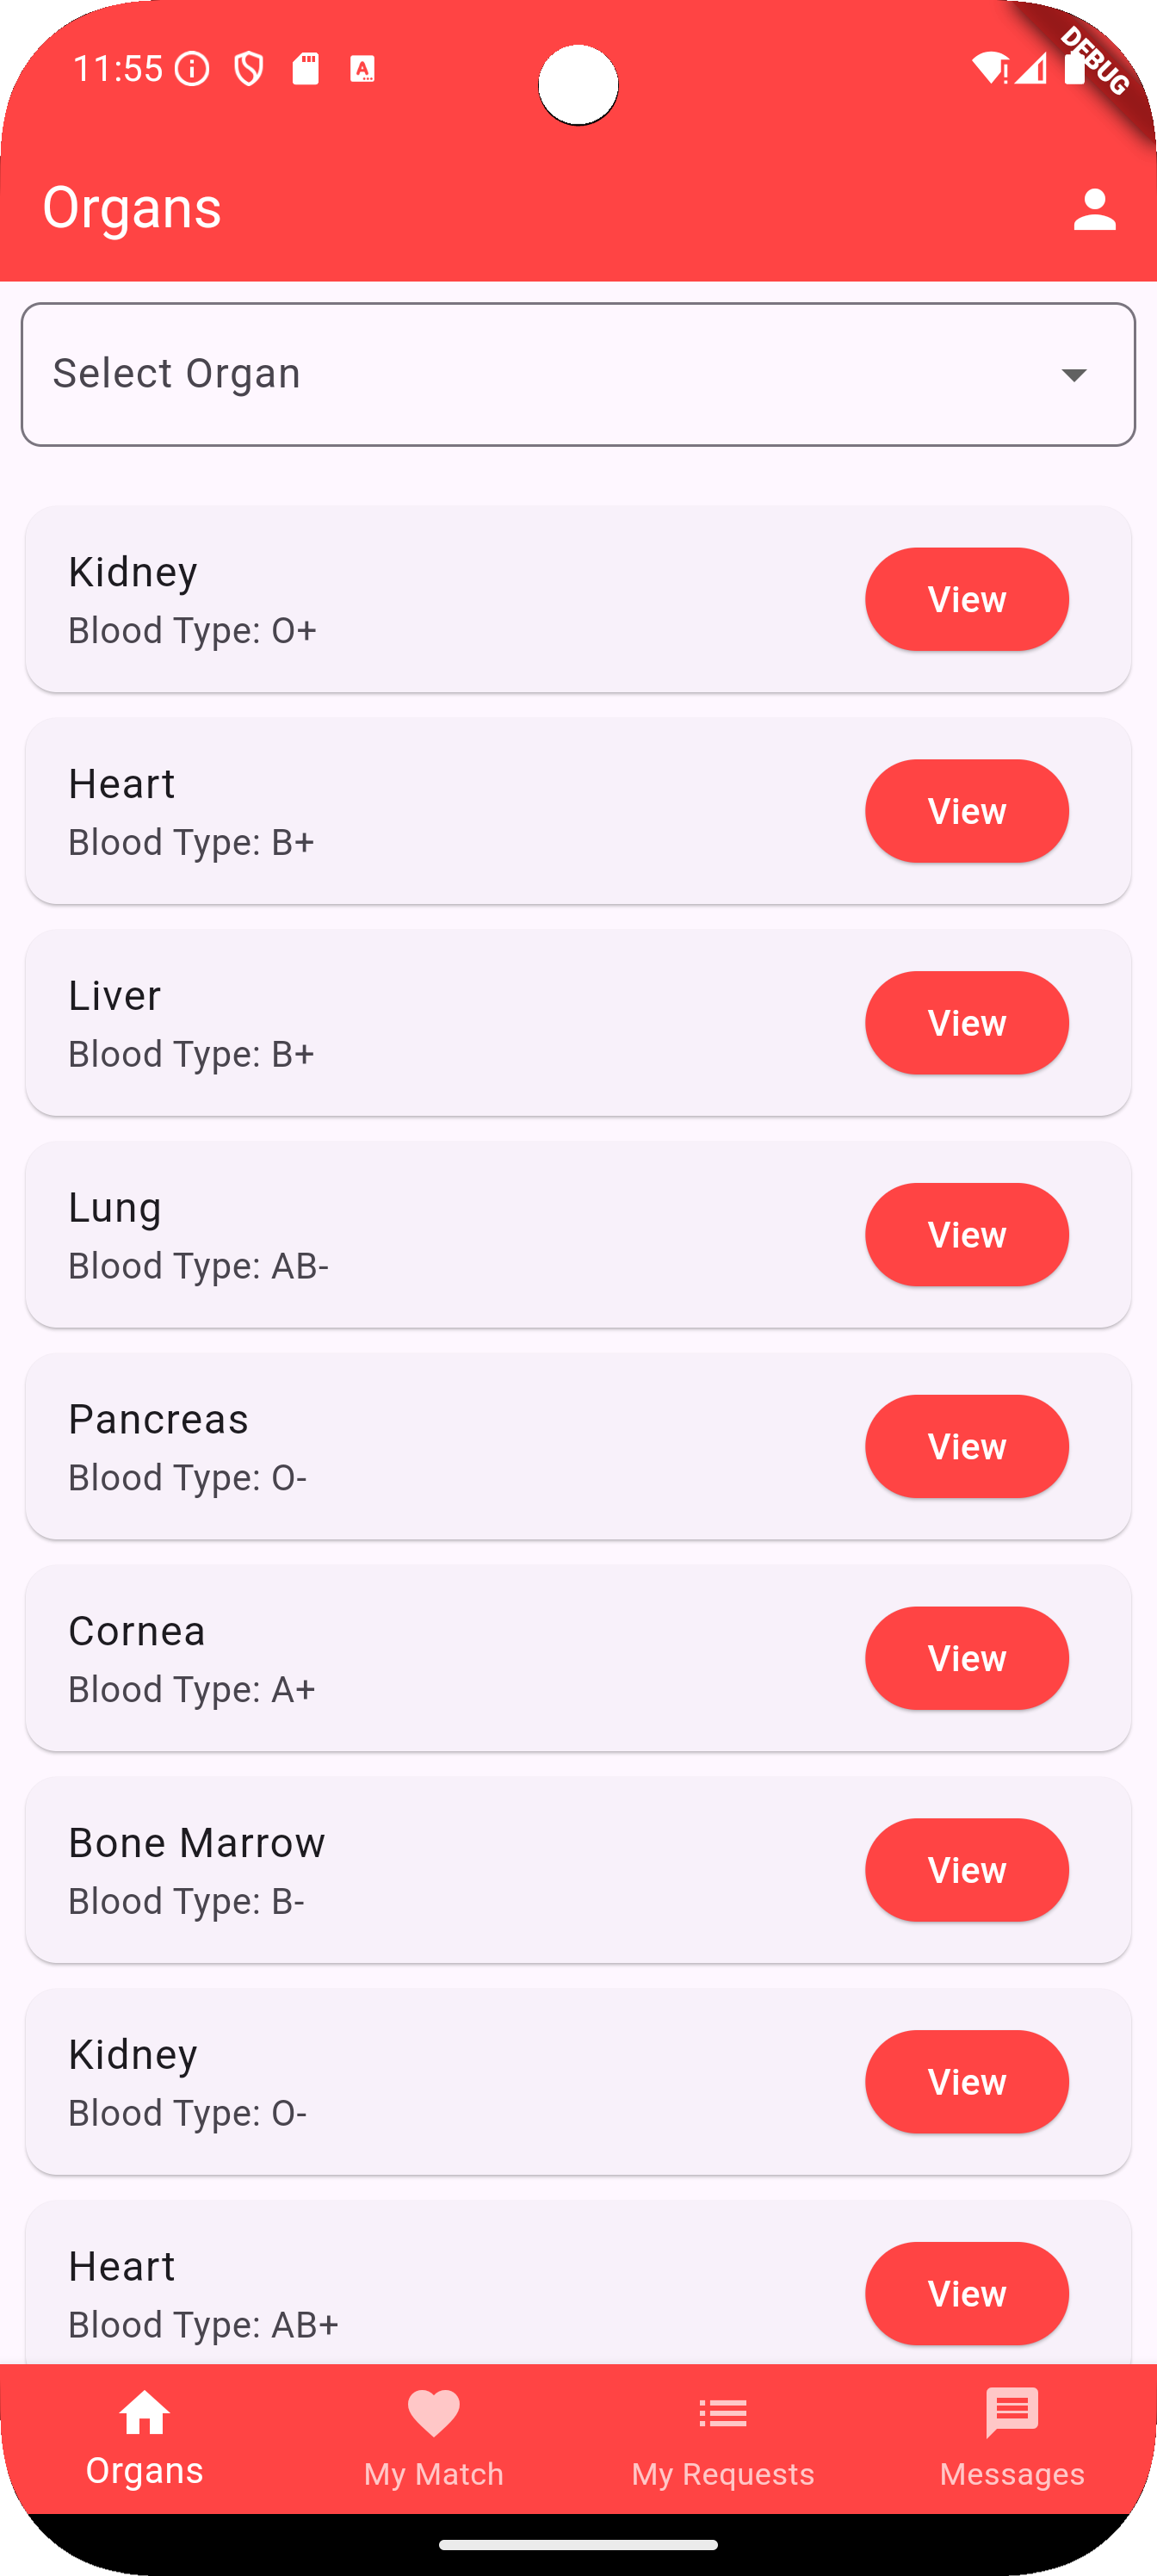 11:55
DEBUG
Organs
Select Organ
Kidney
Blood Type: O+
View
Heart
Blood Type: B+
View
Liver
Blood Type: B+
View
Lung
Blood Type: AB-
View
Pancreas
Blood Type: O-
View
Cornea
Blood Type: A+
View
Bone Marrow
Blood Type: B-
View
Kidney
Blood Type: O-
View
Heart
Blood Type: AB+
View
Organs
My Match
My Requests
Messages